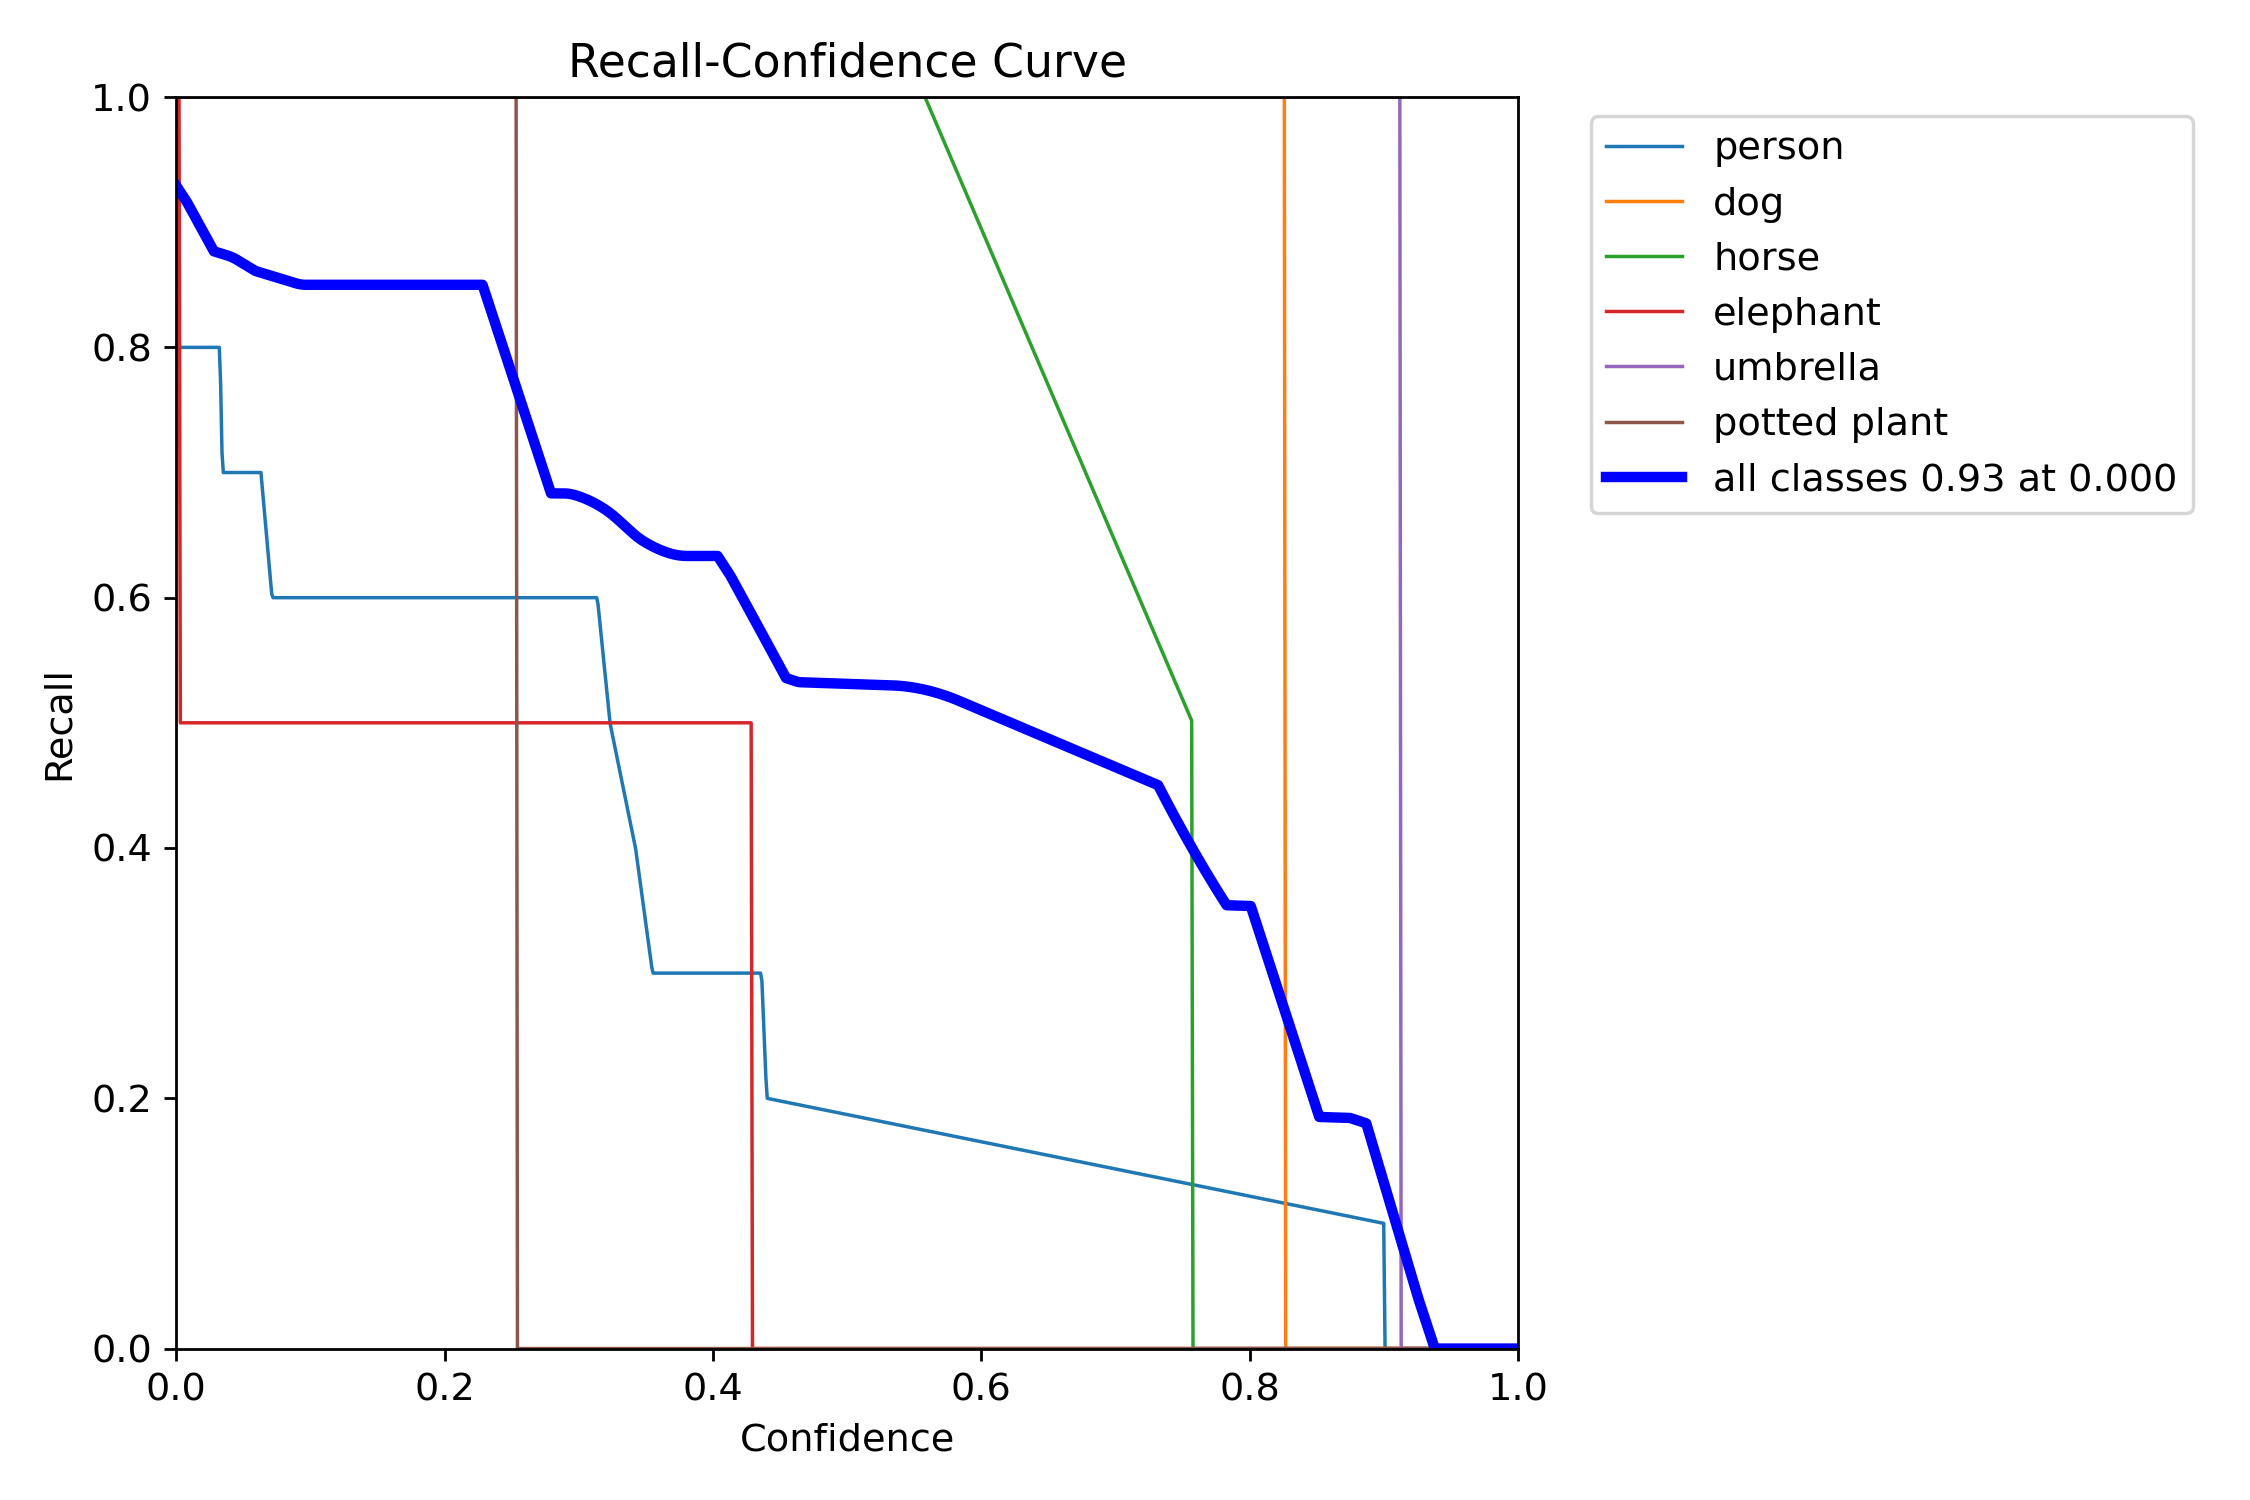 Recall-Confidence Curve
1.0
0.8
0.6
0.4
0.2
0.0
Recall
0.0 0.2 0.4 0.6 0.8 1.0
Confidence
person
dog
horse
elephant
umbrella
potted plant
all classes 0.93 at 0.000